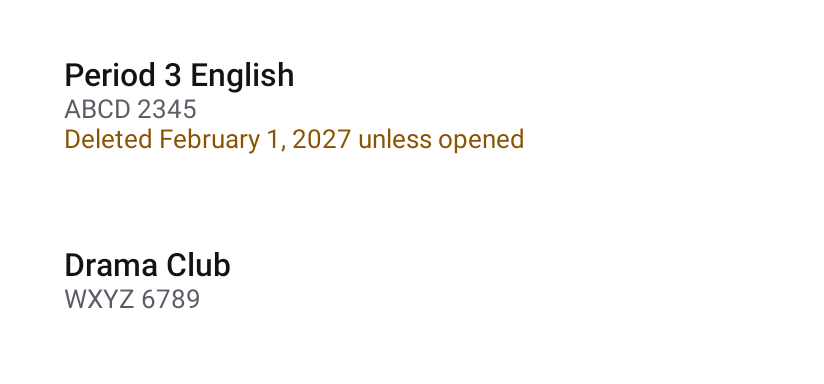 Period 3 English
ABCD 2345
Deleted February 1, 2027 unless opened
Drama Club
WXYZ 6789